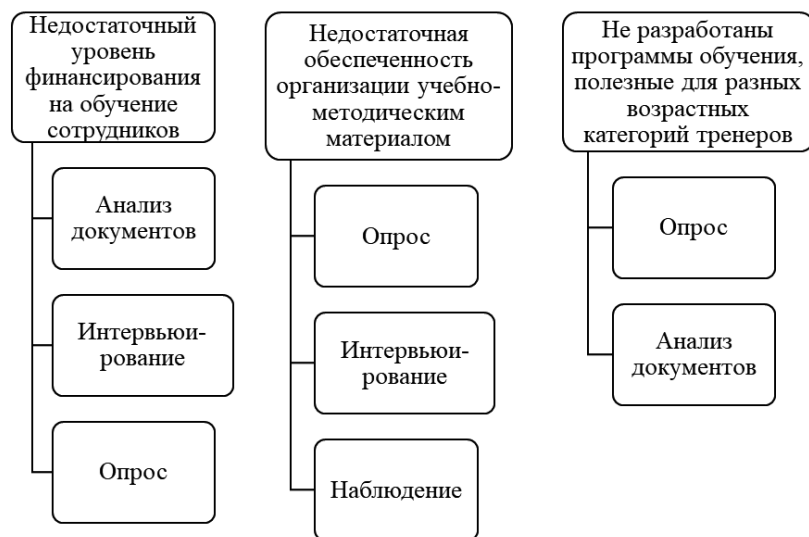 Недостаточный
уровень
финансирования
на обучение
сотрудников
Анализ
документов
Интервьюи-
рование
Опрос
Недостаточная
обеспеченность
организации учебно-
методическим
материалом
Опрос
Интервьюи-
рование
Наблюдение
Не разработаны
программы обучения,
полезные для разных
возрастных
категорий тренеров
Опрос
Анализ
документов